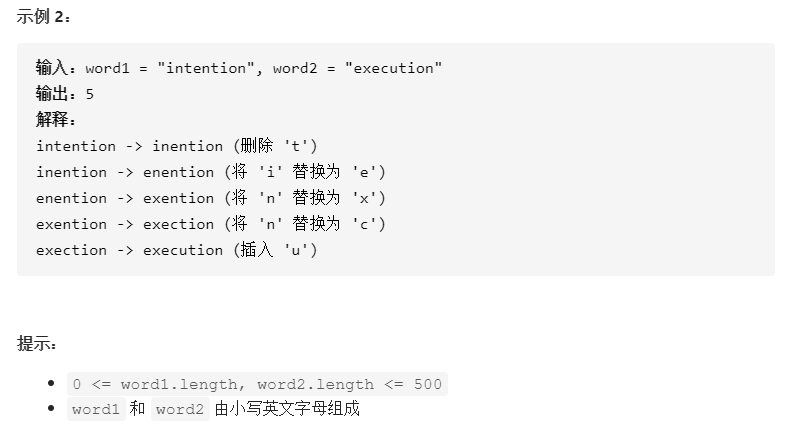 示例 2：
输入：word1 = "intention", word2 = "execution"
输出：5
解释：
intention -> inention (删除 't')
inention -> enention (将 'i' 替换为 'e')
enention -> exention (将 'n' 替换为 'x')
exention -> exection (将 'n' 替换为 'c')
exection -> execution (插入 'u')
提示：
• 0 <= word1.length, word2.length <= 500
• word1 和 word2 由小写英文字母组成